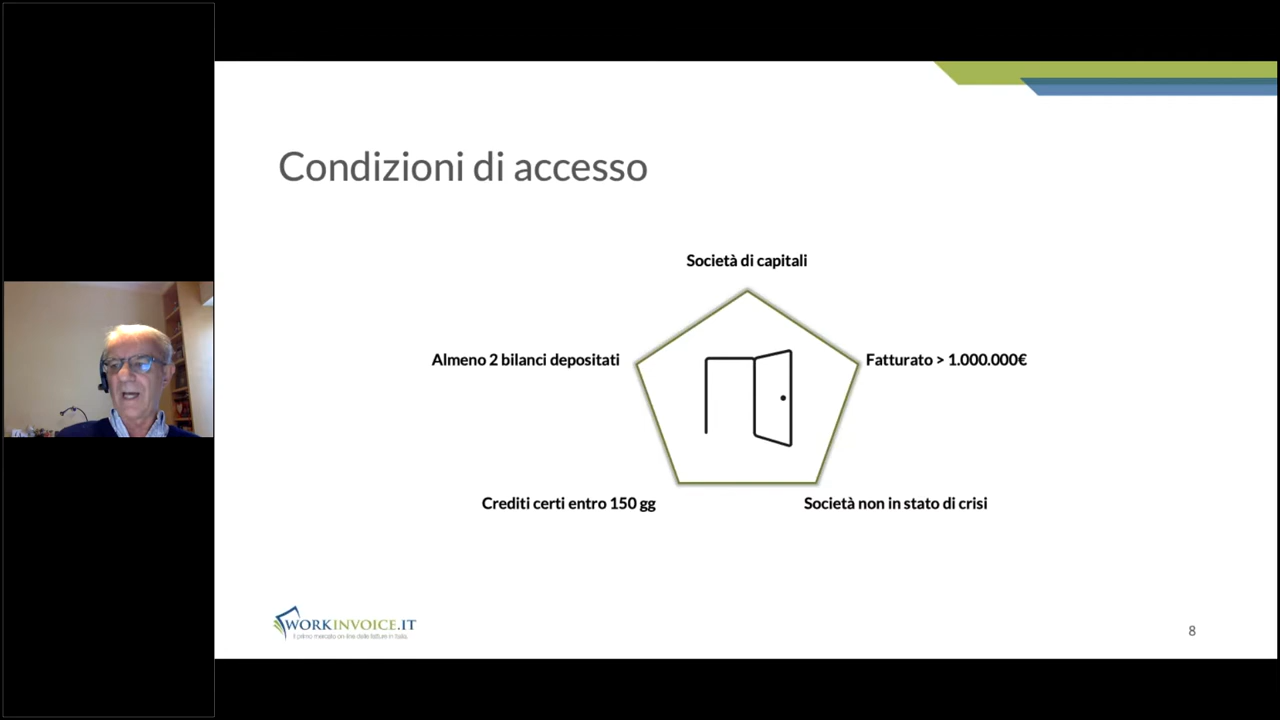 Condizioni di accesso
Società di capitali
Almeno 2 bilanci depositati
Fatturato > 1.000.000€
Crediti certi entro 150 gg
Società non in stato di crisi
WORKINVOICE.IT
Il primo mercato on-line delle fatture in Italia.
8